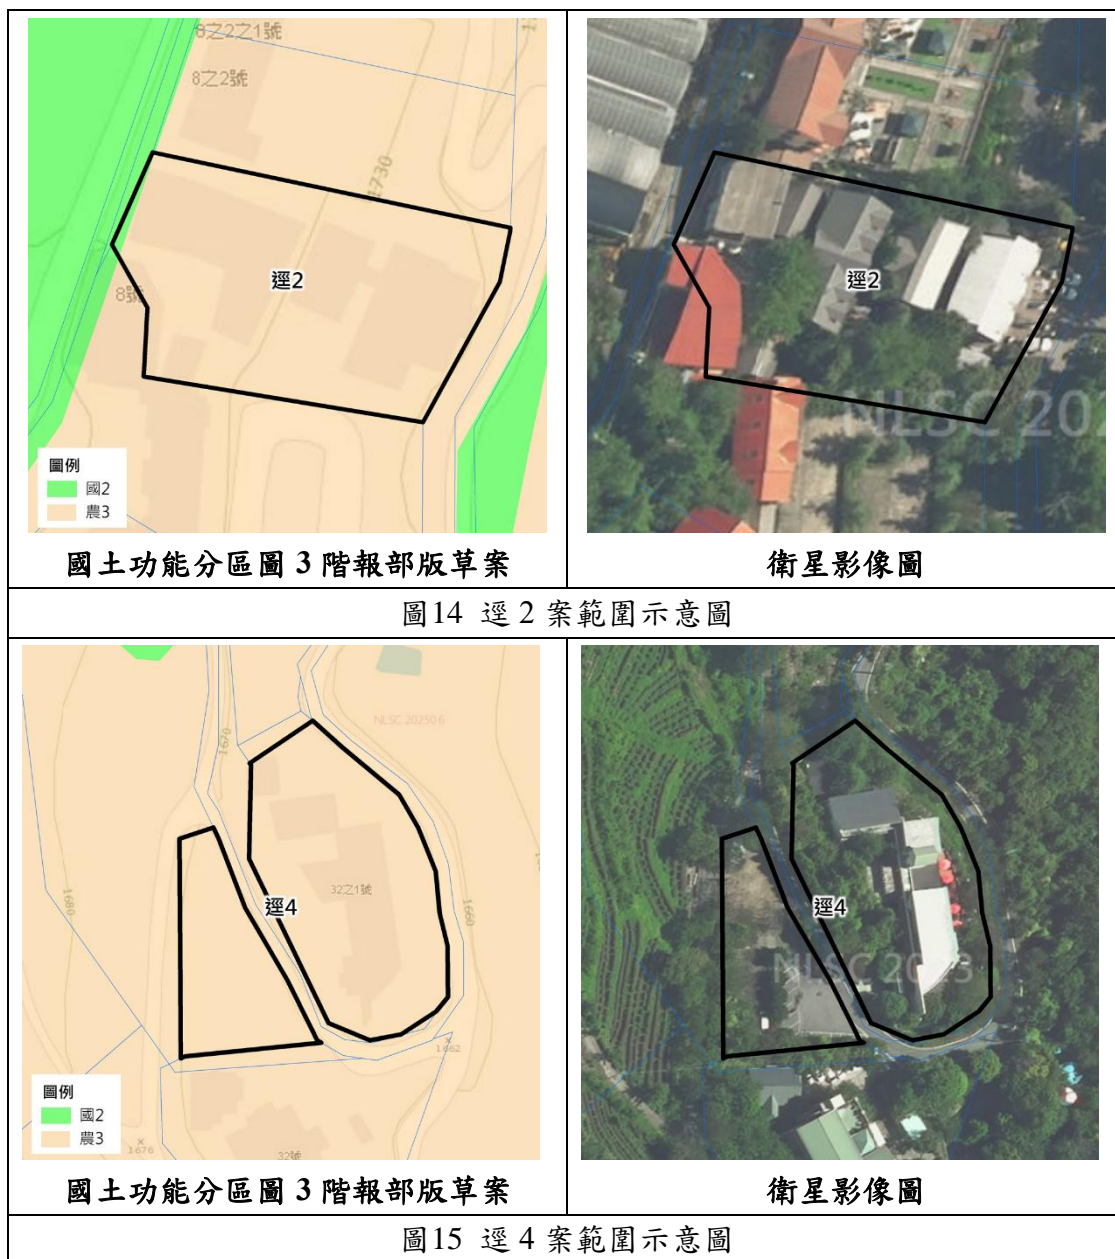 8之2之1號
8之2號
1730
逕2
8號
圖例
國2
農3
逕2
NLSC 202
國土功能分區圖 3 階報部版草案
衛星影像圖
圖14 逕 2 案範圍示意圖
NLSC 202506
1670
32之1號
逕4
1680
1660
1662
圖例
國2
農3
1676
32號
逕4
NLSC 2023
國土功能分區圖 3 階報部版草案
衛星影像圖
圖15 逕 4 案範圍示意圖